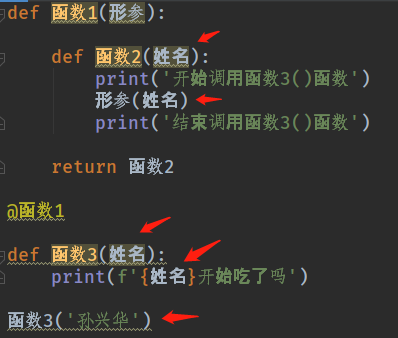 def 函数1(形参):
def 函数2(姓名):
print('开始调用函数3()函数')
形参(姓名)
print('结束调用函数3()函数')
return 函数2
@函数1
def 函数3(姓名):
print(f'{姓名}开始吃了吗')
函数3('孙兴华')